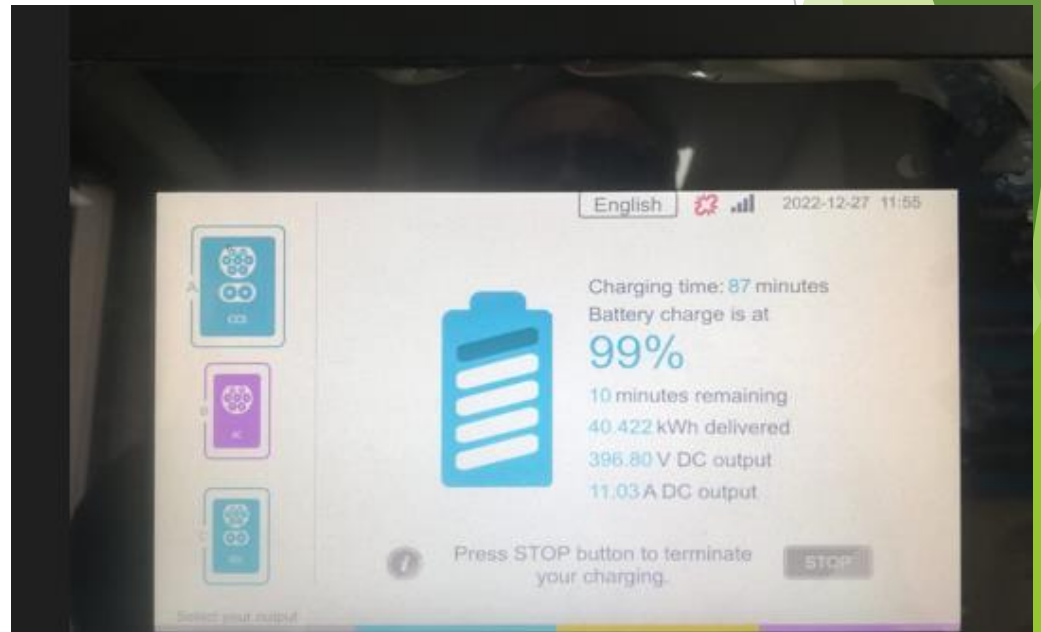 English
2022-12-27 11:55
A
CCS
B
AC
C
Charging time: 87 minutes
Battery charge is at
99%
10 minutes remaining
40.422 kWh delivered
396.80 V DC output
11.03 A DC output
i
Press STOP button to terminate
your charging.
STOP
Select your output